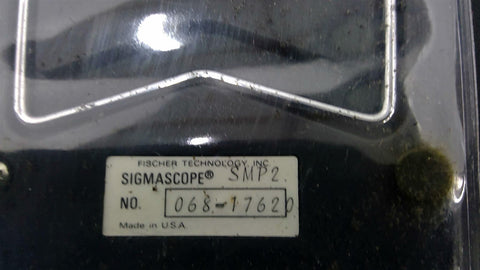 FISCHER TECHNOLOGY, INC.
SIGMASCOPE® SMP2
NO. 068-17620
Made in U.S.A.